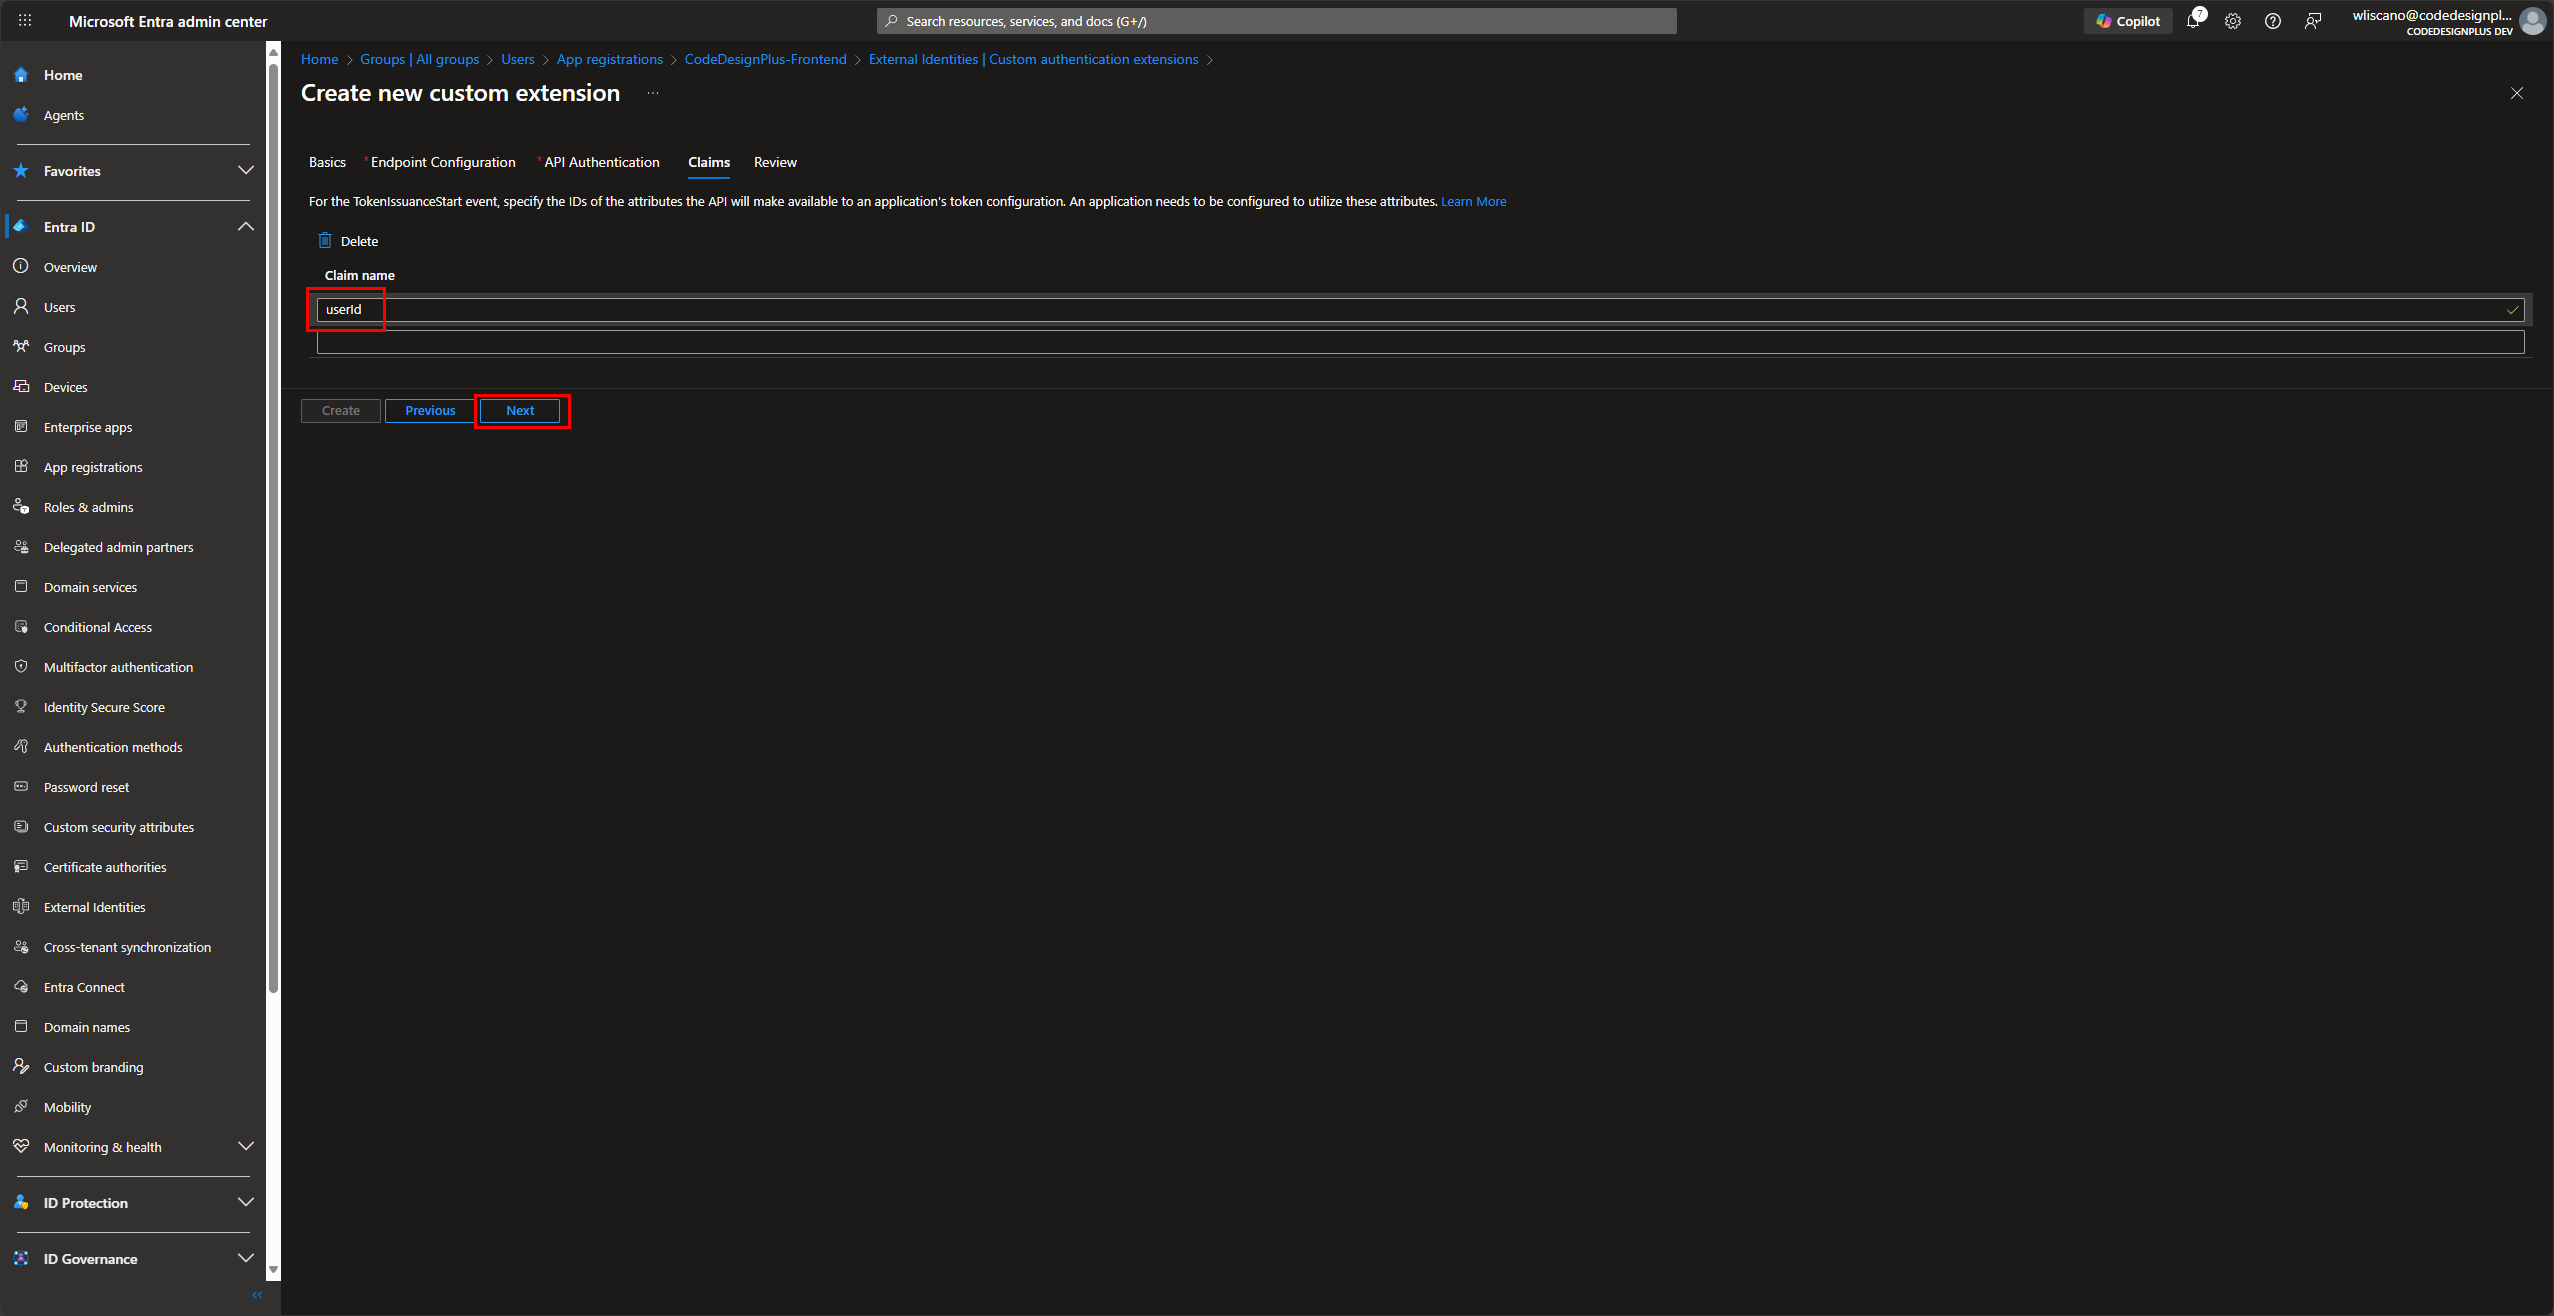 Microsoft Entra admin center
Search resources, services, and docs (G+/)
Copilot
7
wliscano@codedesignpl...
CODEDESIGNPLUS DEV
Home
Agents
Favorites
Entra ID
Overview
Users
Groups
Devices
Enterprise apps
App registrations
Roles & admins
Delegated admin partners
Domain services
Conditional Access
Multifactor authentication
Identity Secure Score
Authentication methods
Password reset
Custom security attributes
Certificate authorities
External Identities
Cross-tenant synchronization
Entra Connect
Domain names
Custom branding
Mobility
Monitoring & health
ID Protection
ID Governance
Home > Groups | All groups > Users > App registrations > CodeDesignPlus-Frontend > External Identities | Custom authentication extensions >
Create new custom extension ...
Basics * Endpoint Configuration * API Authentication Claims Review
For the TokenIssuanceStart event, specify the IDs of the attributes the API will make available to an application's token configuration. An application needs to be configured to utilize these attributes. Learn More
Delete
Claim name
userId
Create Previous Next